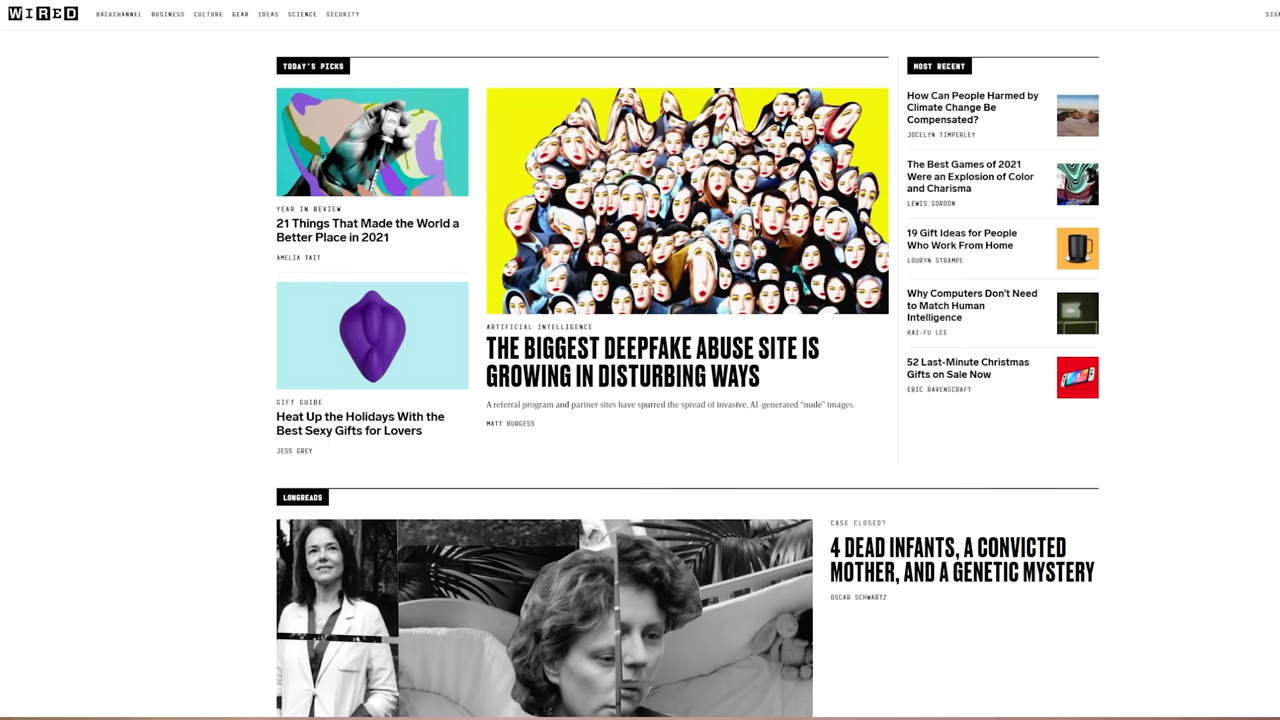 WIRED
BACKCHANNEL BUSINESS CULTURE GEAR IDEAS SCIENCE SECURITY
TODAY'S PICKS
YEAR IN REVIEW
21 Things That Made the World a
Better Place in 2021
AMELIA TAIT
GIFT GUIDE
Heat Up the Holidays With the
Best Sexy Gifts for Lovers
JESS GREY
ARTIFICIAL INTELLIGENCE
THE BIGGEST DEEPFAKE ABUSE SITE IS
GROWING IN DISTURBING WAYS
A referral program and partner sites have spurred the spread of invasive, AI-generated “nude” images.
MATT BURGESS
MOST RECENT
How Can People Harmed by
Climate Change Be
Compensated?
JOCELYN TIMPERLEY
The Best Games of 2021
Were an Explosion of Color
and Charisma
LEWIS GORDON
19 Gift Ideas for People
Who Work From Home
LOURYN STRAMPE
Why Computers Don't Need
to Match Human
Intelligence
KAI-FU LEE
52 Last-Minute Christmas
Gifts on Sale Now
ERIC RAVENSCRAFT
LONGREADS
CASE CLOSED?
4 DEAD INFANTS, A CONVICTED
MOTHER, AND A GENETIC MYSTERY
OSCAR SCHWARTZ